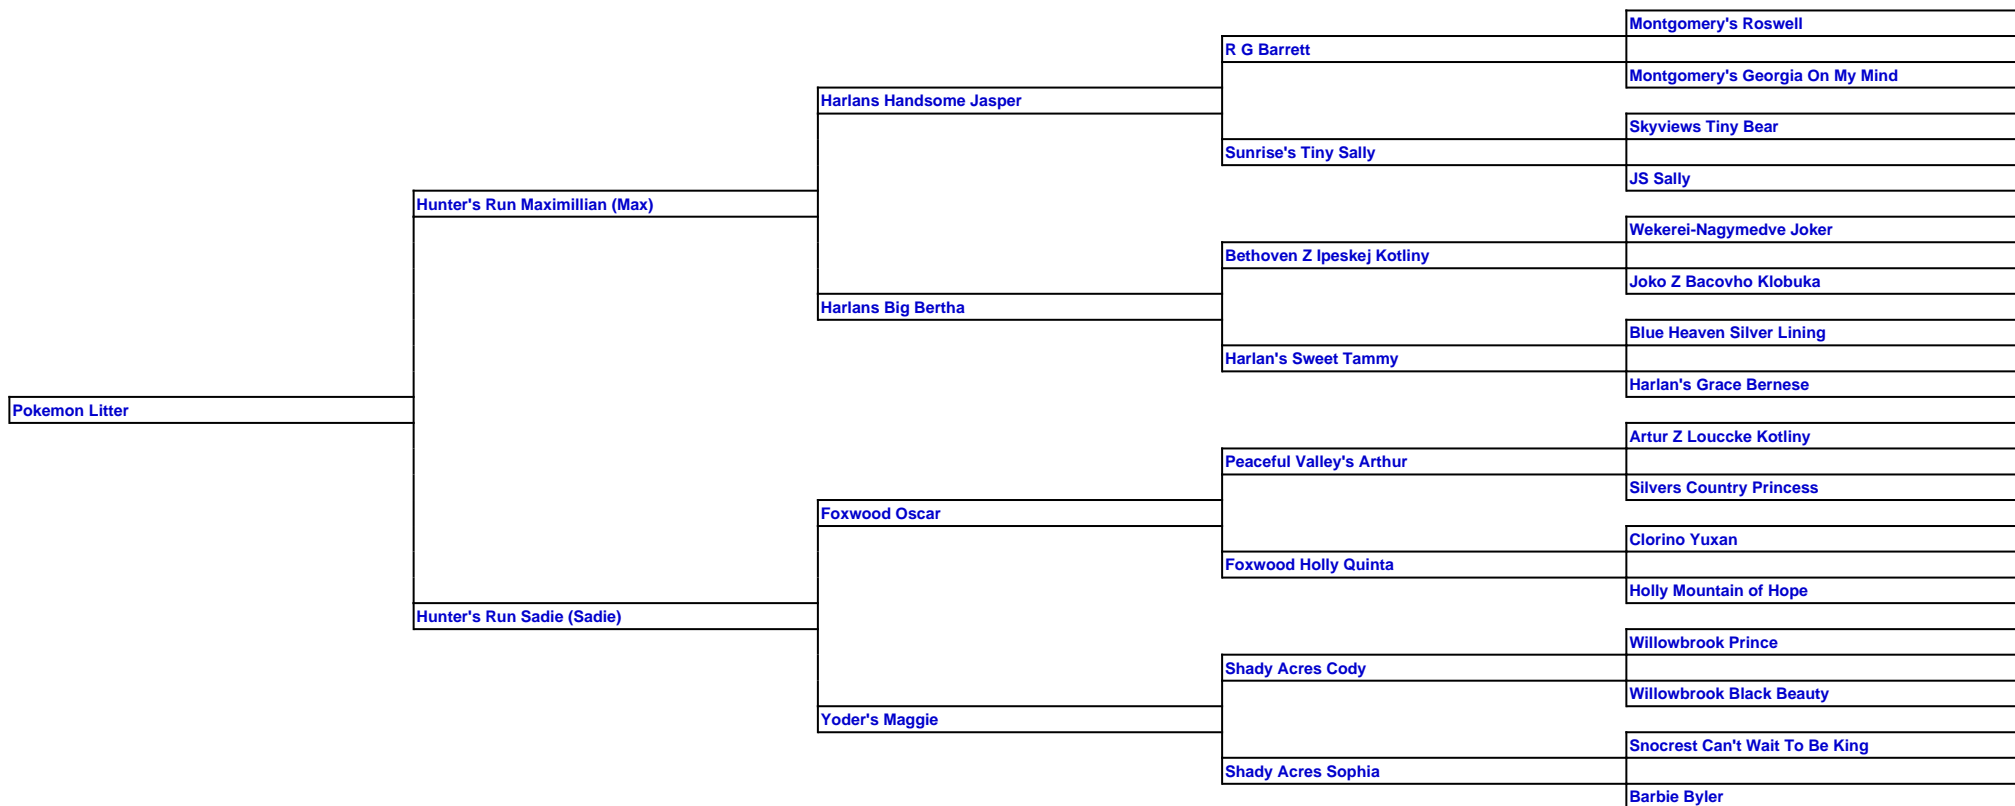 Montgomery's Roswell
R G Barrett
Montgomery's Georgia On My Mind
Harlans Handsome Jasper
Skyviews Tiny Bear
Sunrise's Tiny Sally
JS Sally
Hunter's Run Maximillian (Max)
Wekerei-Nagymedve Joker
Bethoven Z Ipeskej Kotliny
Joko Z Bacovho Klobuka
Harlans Big Bertha
Blue Heaven Silver Lining
Harlan's Sweet Tammy
Harlan's Grace Bernese
Pokemon Litter
Artur Z Louccke Kotliny
Peaceful Valley's Arthur
Silvers Country Princess
Foxwood Oscar
Clorino Yuxan
Foxwood Holly Quinta
Holly Mountain of Hope
Hunter's Run Sadie (Sadie)
Willowbrook Prince
Shady Acres Cody
Willowbrook Black Beauty
Yoder's Maggie
Snocrest Can't Wait To Be King
Shady Acres Sophia
Barbie Byler